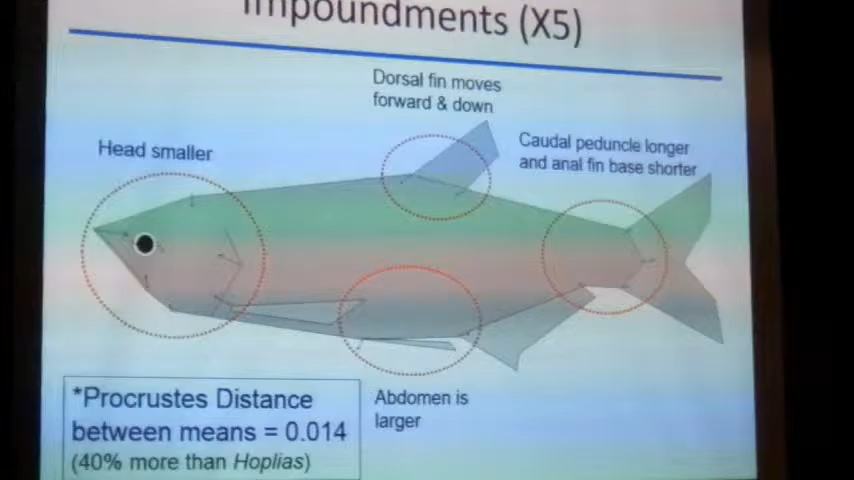 Impoundments (X5)
Dorsal fin moves
forward & down
Head smaller
Caudal peduncle longer
and anal fin base shorter
*Procrustes Distance
between means = 0.014
(40% more than Hoplias)
Abdomen is
larger